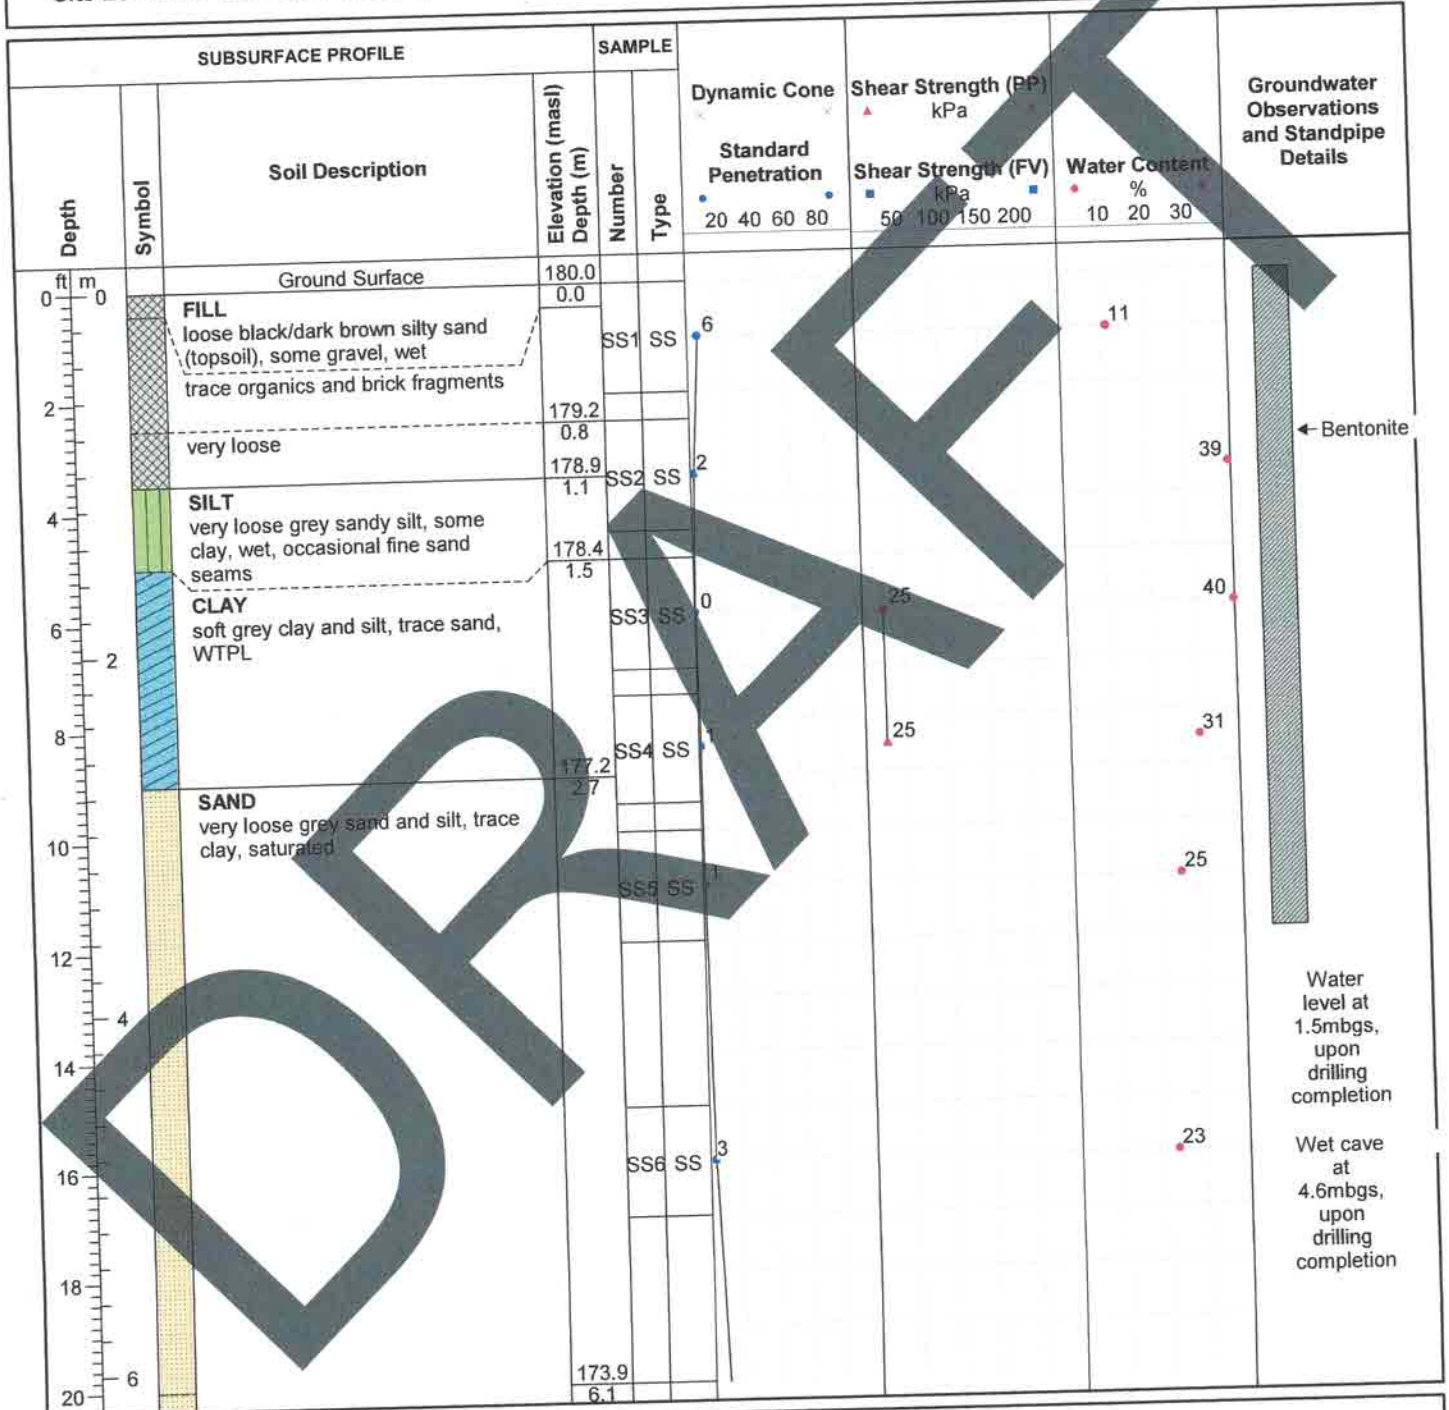 SUBSURFACE PROFILE
SAMPLE
Depth
Symbol
Soil Description
Elevation (masl)
Depth (m)
Number
Type
Dynamic Cone
Standard
Penetration
20 40 60 80
Shear Strength (PP)
kPa
Shear Strength (FV)
kPa
50 100 150 200
Water Content
%
10 20 30
Groundwater
Observations
and Standpipe
Details
ft m
Ground Surface
180.0
0 0
0.0
FILL
loose black/dark brown silty sand
(topsoil), some gravel, wet
SS1 SS
6
11
trace organics and brick fragments
2
179.2
0.8
very loose
Bentonite
178.9
1.1
SS2 SS
2
39
SILT
very loose grey sandy silt, some
clay, wet, occasional fine sand
seams
4
178.4
1.5
CLAY
soft grey clay and silt, trace sand,
WTPL
SS3 SS
0
25
40
6
2
8
SS4 SS
1
25
31
177.2
2.7
SAND
very loose grey sand and silt, trace
clay, saturated
10
SS5 SS
1
25
12
4
14
Water
level at
1.5mbgs,
upon
drilling
completion
SS6 SS
3
23
16
Wet cave
at
4.6mbgs,
upon
drilling
completion
18
6
173.9
20
6.1
DRAFT